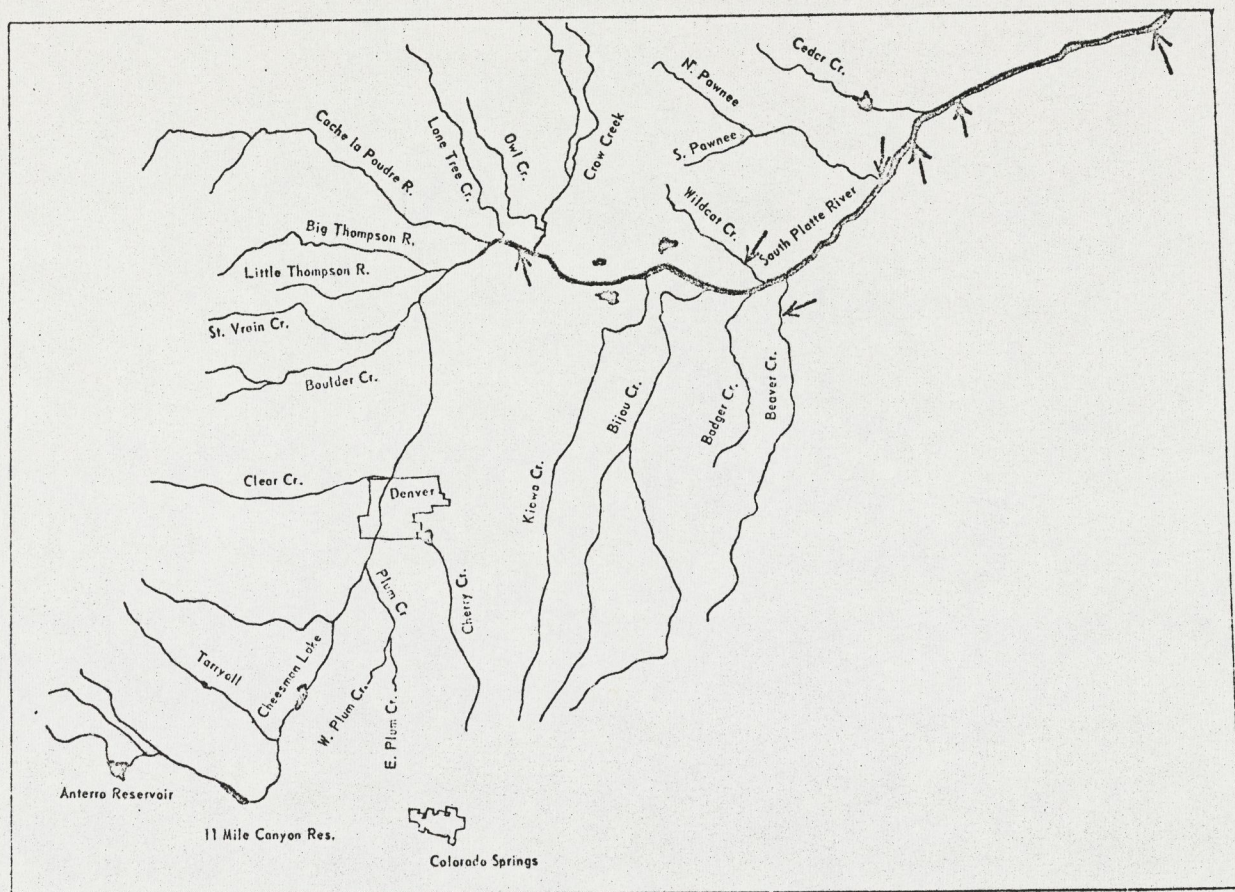 Cedar Cr.
N. Pawnee
S. Pawnee
Cache la Poudre R.
Lone Tree Cr.
Owl Cr.
Crow Creek
Wildcat Cr.
South Platte River
Big Thompson R.
Little Thompson R.
St. Vrain Cr.
Boulder Cr.
Kiowa Cr.
Bijou Cr.
Badger Cr.
Beaver Cr.
Clear Cr.
Denver
Plum Cr
Cherry Cr.
Tarryall
Cheesman Lake
W. Plum Cr.
E. Plum Cr.
Anterro Reservoir
11 Mile Canyon Res.
Colorado Springs